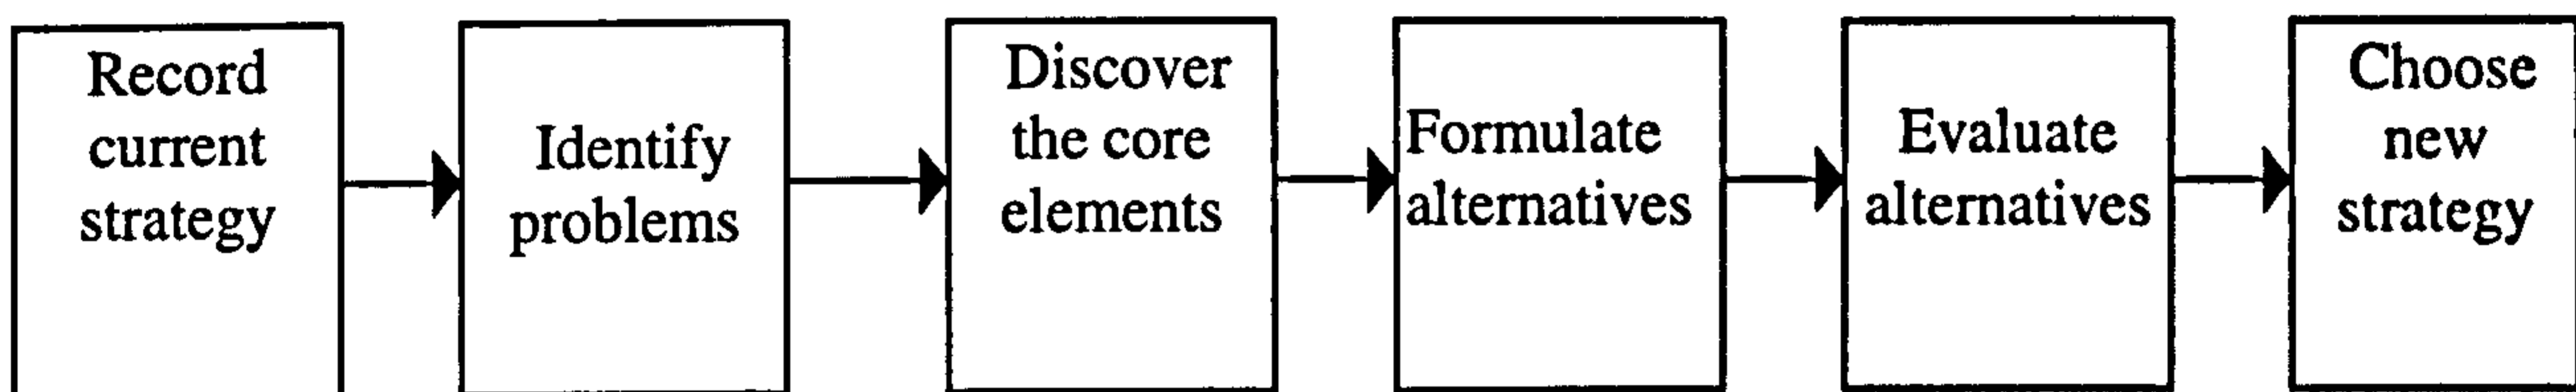 Record
current
strategy
Identify
problems
Discover
the core
elements
Formulate
alternatives
Evaluate
alternatives
Choose
new
strategy